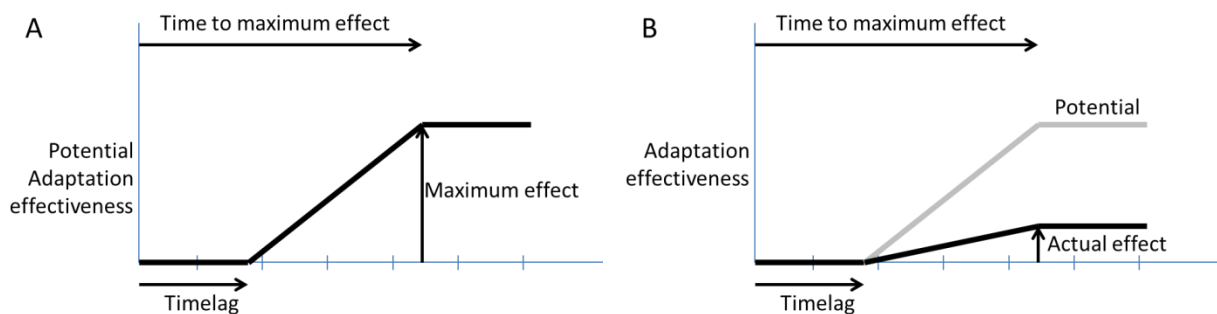 A
Time to maximum effect
Potential
Adaptation
effectiveness
Maximum effect
Timelag
B
Time to maximum effect
Potential
Adaptation
effectiveness
Actual effect
Timelag